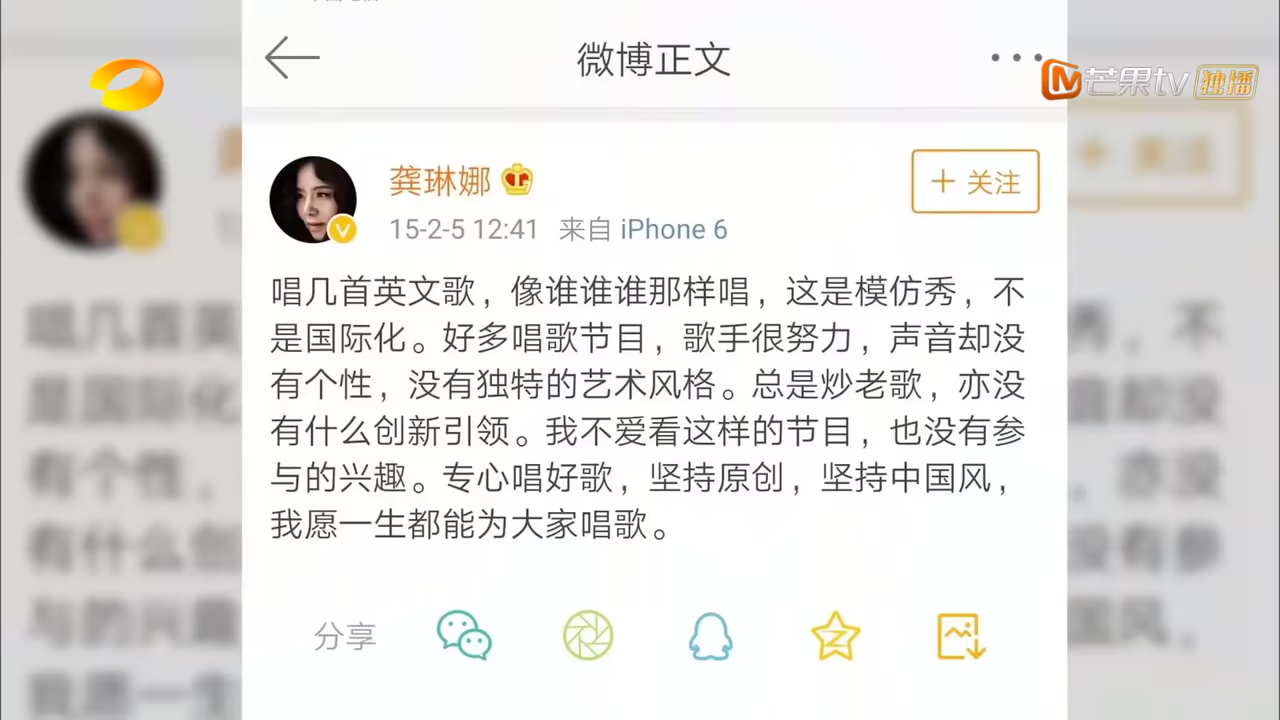 微博正文
芒果tv 独播
龚琳娜
+ 关注
15-2-5 12:41 来自 iPhone 6
唱几首英文歌，像谁谁谁那样唱，这是模仿秀，不
是国际化。好多唱歌节目，歌手很努力，声音却没
有个性，没有独特的艺术风格。总是炒老歌，亦没
有什么创新引领。我不爱看这样的节目，也没有参
与的兴趣。专心唱好歌，坚持原创，坚持中国风，
我愿一生都能为大家唱歌。
分享